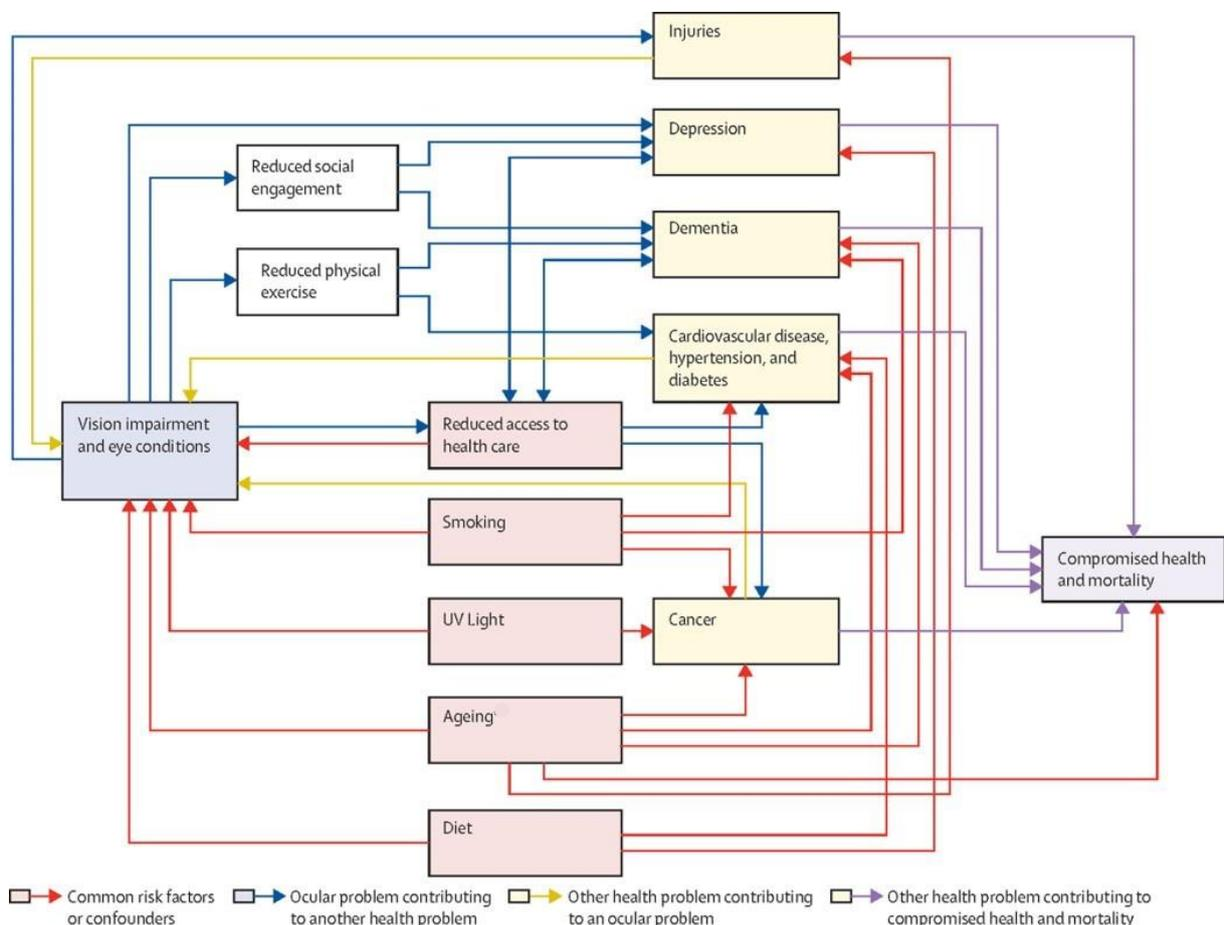 Injuries
Depression
Reduced social
engagement
Dementia
Reduced physical
exercise
Cardiovascular disease,
hypertension, and
diabetes
Vision impairment
and eye conditions
Reduced access to
health care
Smoking
Compromised health
and mortality
UV Light
Cancer
Ageing
Diet
Common risk factors
or confounders
Ocular problem contributing
to another health problem
Other health problem contributing
to an ocular problem
Other health problem contributing to
compromised health and mortality